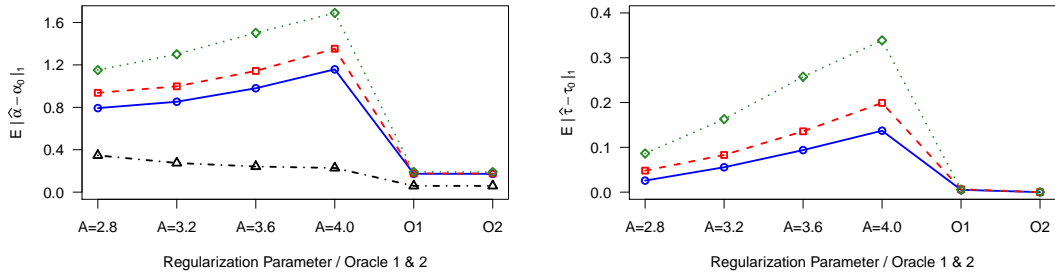 E | α̂ − α₀ |₁
1.6
1.2
0.8
0.4
0.0
A=2.8 A=3.2 A=3.6 A=4.0 O1 O2
Regularization Parameter / Oracle 1 & 2
E | τ̂ − τ₀ |₁
0.4
0.3
0.2
0.1
0.0
A=2.8 A=3.2 A=3.6 A=4.0 O1 O2
Regularization Parameter / Oracle 1 & 2